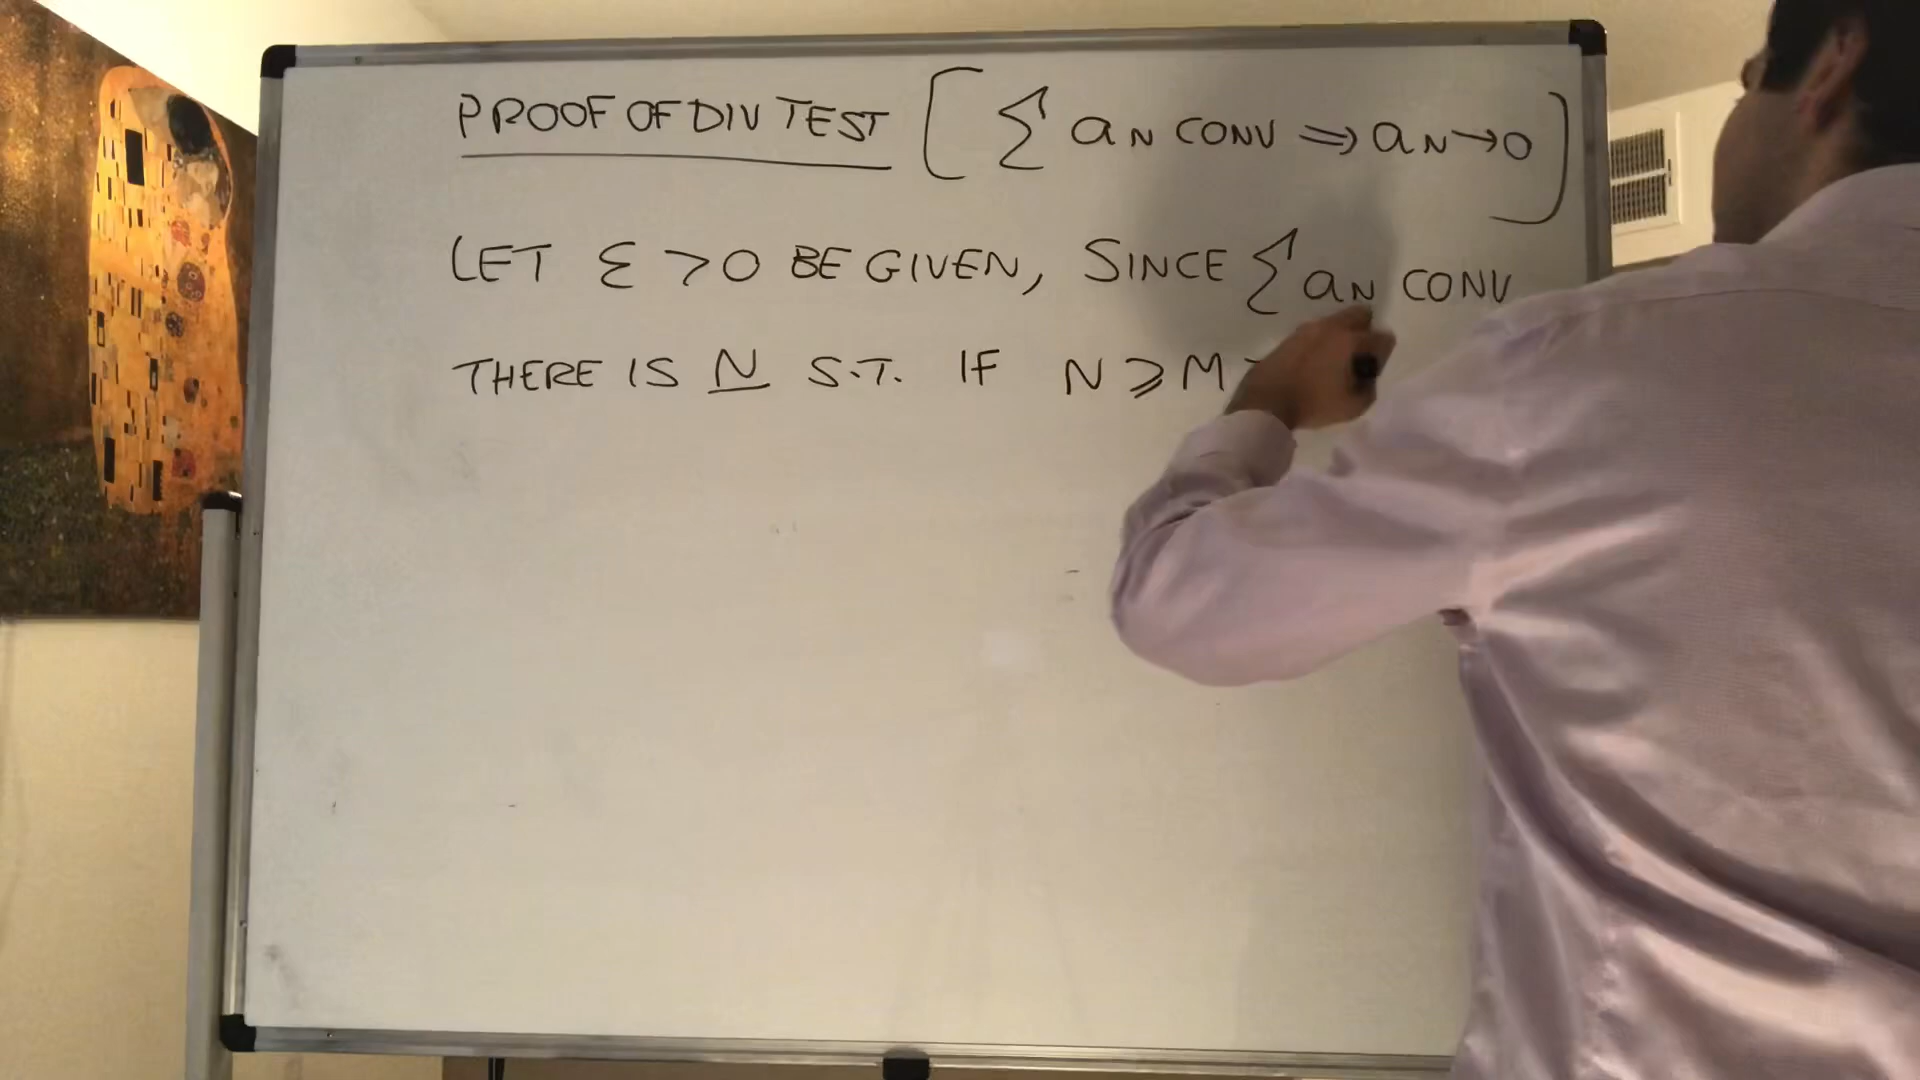 PROOF OF DIV TEST [ Σ aN CONV ⇒ aN → 0 ]
LET ε > 0 BE GIVEN, SINCE Σ aN CONV
THERE IS N S.T. IF N ⩾ M